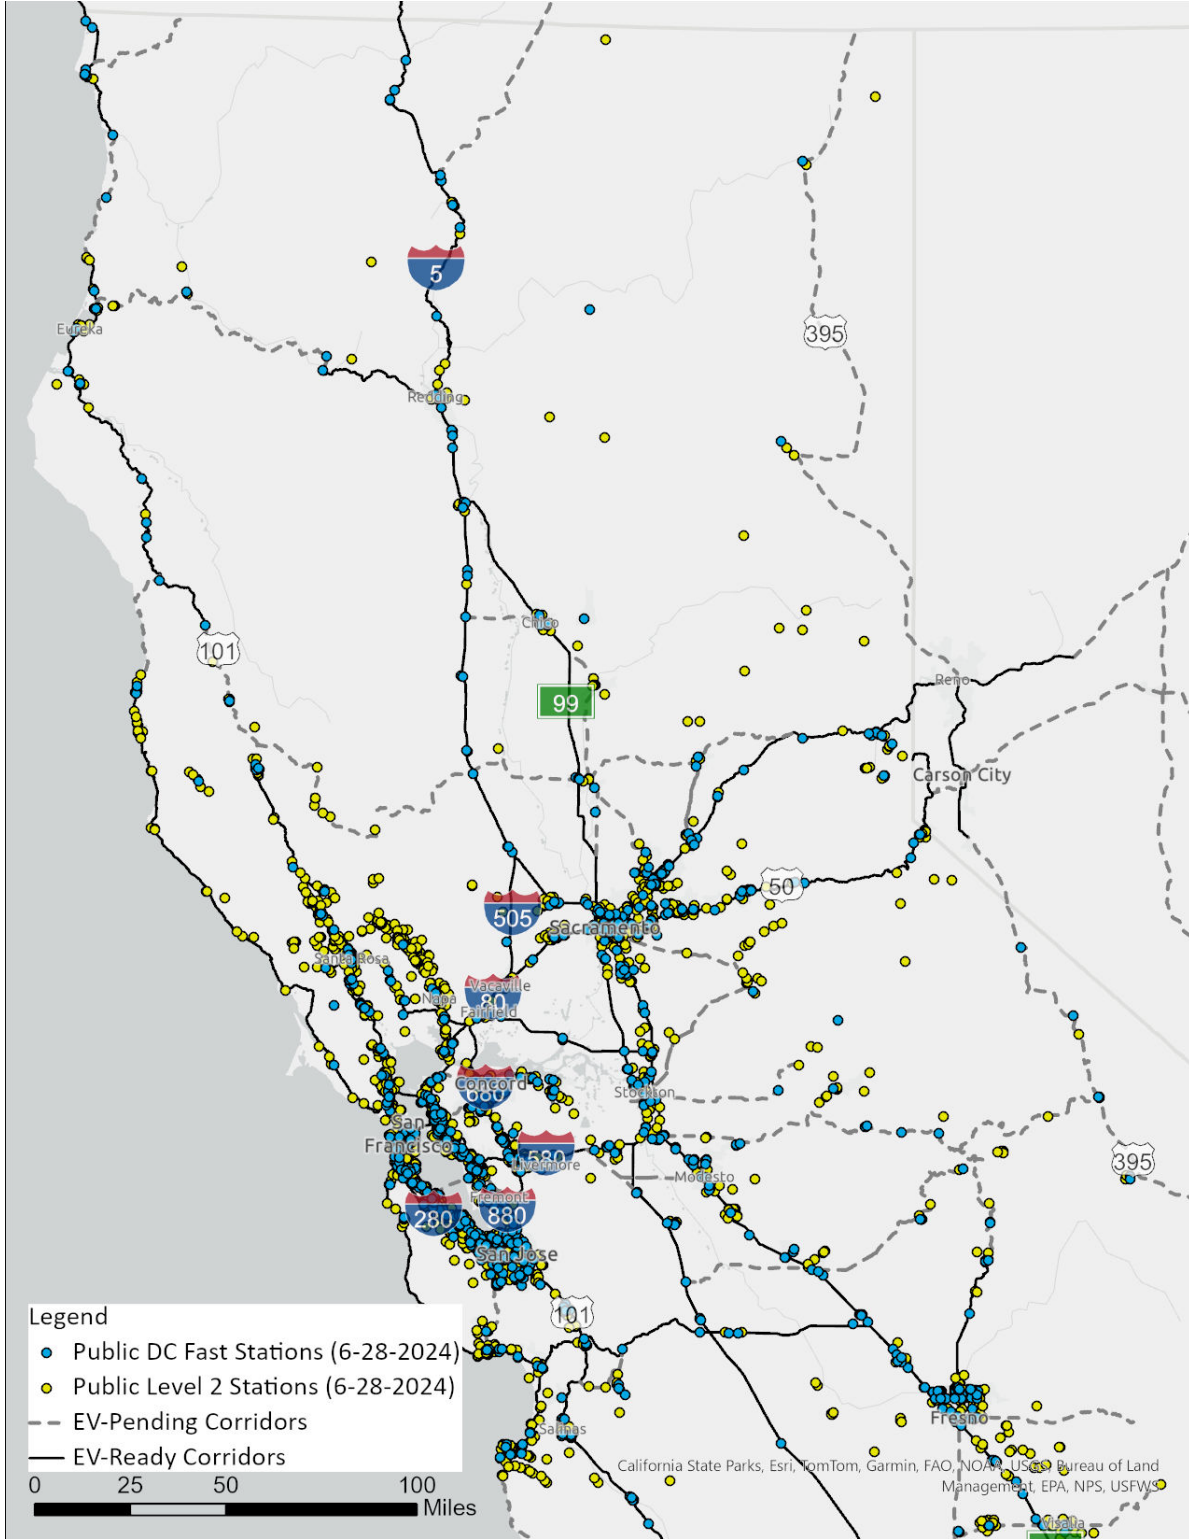 5
395
Eureka
Redding
Chico
101
99
Reno
Carson City
50
505
Sacramento
Santa Rosa
Vacaville
Napa
80
Fairfield
Concord
680
Stockton
San
Francisco
580
Livermore
395
Modesto
Fremont
280
880
San Jose
101
Legend
Public DC Fast Stations (6-28-2024)
Public Level 2 Stations (6-28-2024)
EV-Pending Corridors
EV-Ready Corridors
Fresno
Salinas
California State Parks, Esri, TomTom, Garmin, FAO, NOAA, USGS, Bureau of Land
Management, EPA, NPS, USFWS
0 25 50 100
Miles
Visalia